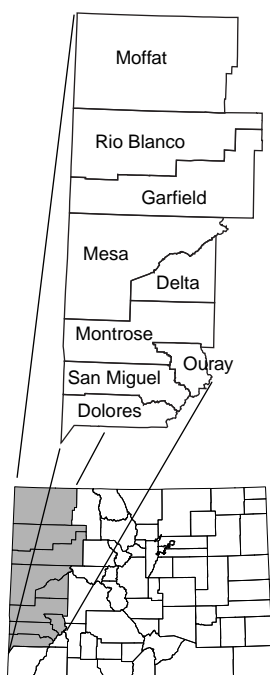 Moffat
Rio Blanco
Garfield
Mesa
Delta
Montrose
Ouray
San Miguel
Dolores